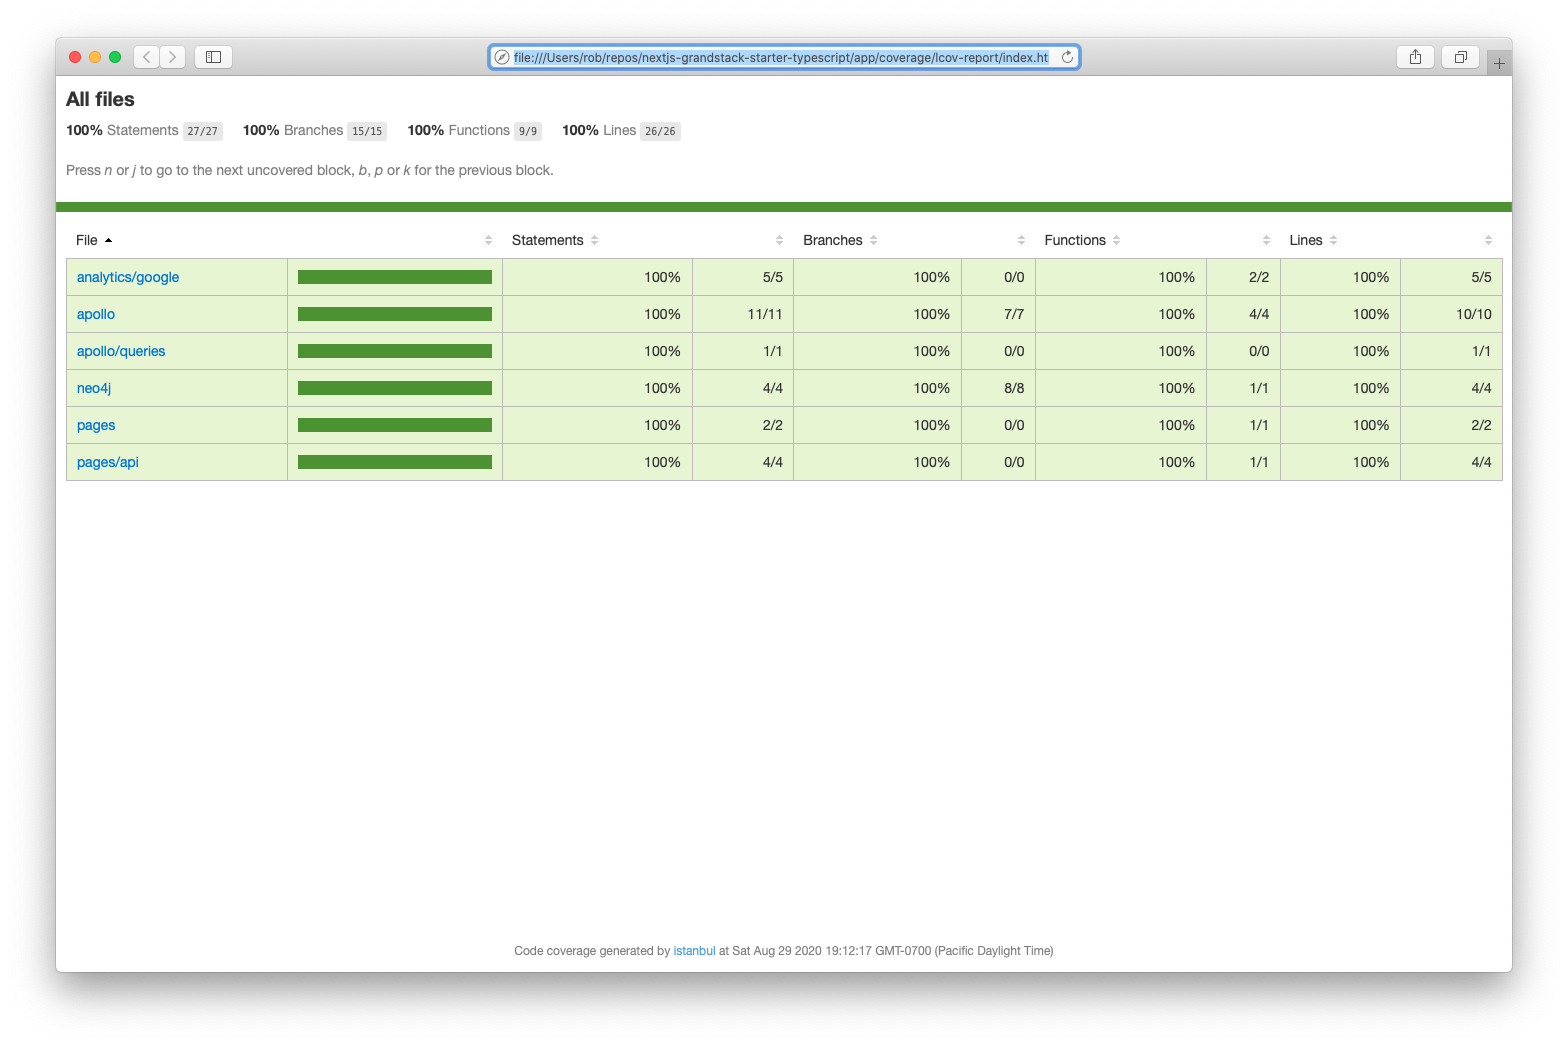 file:///Users/rob/repos/nextjs-grandstack-starter-typescript/app/coverage/lcov-report/index.ht
All files
100% Statements 27/27 100% Branches 15/15 100% Functions 9/9 100% Lines 26/26
Press n or j to go to the next uncovered block, b, p or k for the previous block.
File Statements Branches Functions Lines
analytics/google 100% 5/5 100% 0/0 100% 2/2 100% 5/5
apollo 100% 11/11 100% 7/7 100% 4/4 100% 10/10
apollo/queries 100% 1/1 100% 0/0 100% 0/0 100% 1/1
neo4j 100% 4/4 100% 8/8 100% 1/1 100% 4/4
pages 100% 2/2 100% 0/0 100% 1/1 100% 2/2
pages/api 100% 4/4 100% 0/0 100% 1/1 100% 4/4
Code coverage generated by istanbul at Sat Aug 29 2020 19:12:17 GMT-0700 (Pacific Daylight Time)